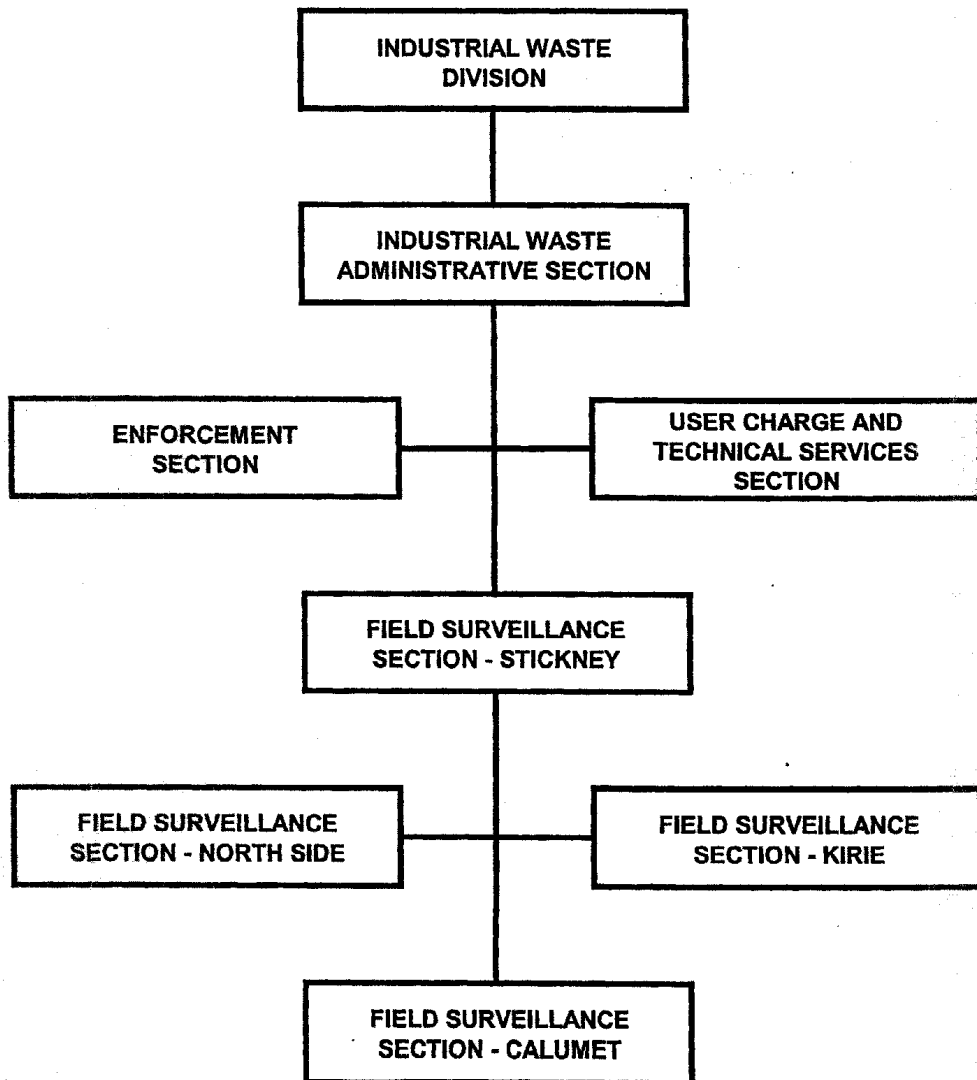 INDUSTRIAL WASTE
DIVISION
INDUSTRIAL WASTE
ADMINISTRATIVE SECTION
ENFORCEMENT
SECTION
USER CHARGE AND
TECHNICAL SERVICES
SECTION
FIELD SURVEILLANCE
SECTION - STICKNEY
FIELD SURVEILLANCE
SECTION - NORTH SIDE
FIELD SURVEILLANCE
SECTION - KIRIE
FIELD SURVEILLANCE
SECTION - CALUMET